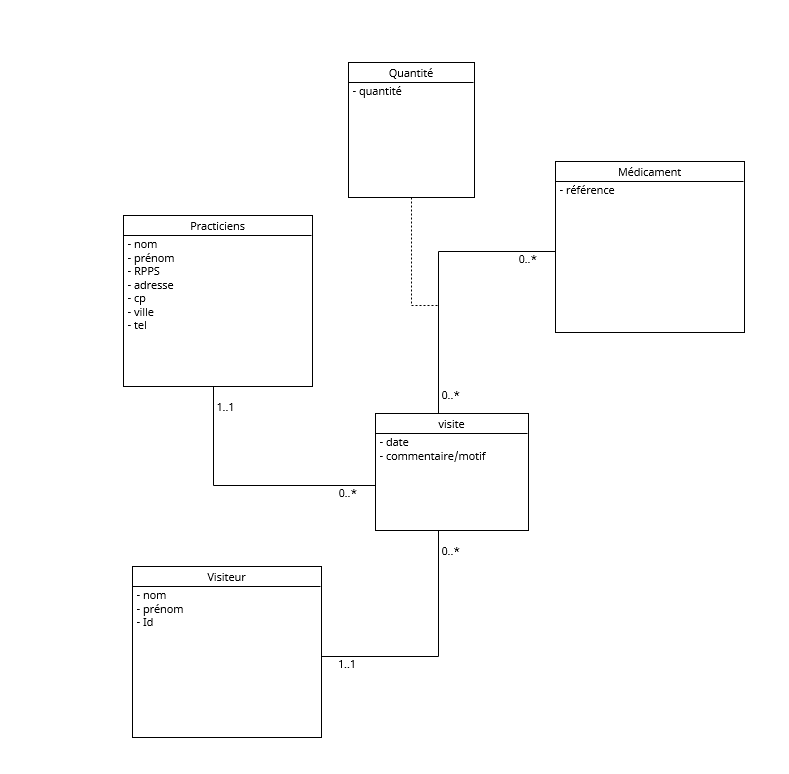 Quantité
- quantité
Médicament
- référence
0..*
Practiciens
- nom
- prénom
- RPPS
- adresse
- cp
- ville
- tel
1..1
0..*
visite
- date
- commentaire/motif
0..*
0..*
Visiteur
- nom
- prénom
- Id
1..1